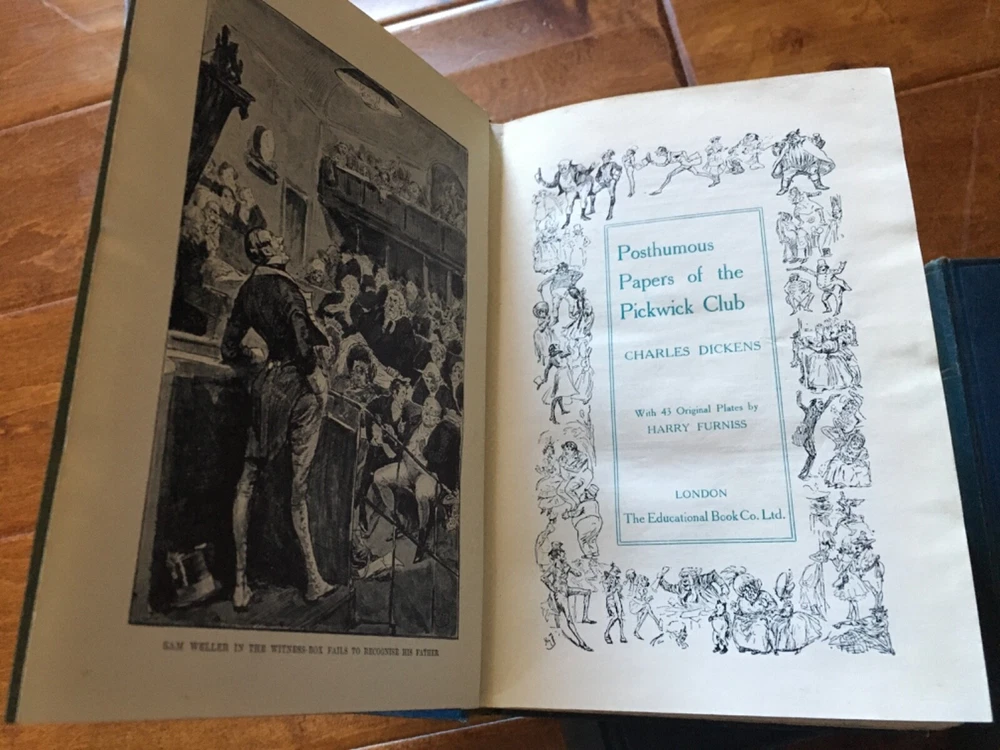 SAM WELLER IN THE WITNESS-BOX FAILS TO RECOGNISE HIS FATHER
Posthumous
Papers of the
Pickwick Club
CHARLES DICKENS
With 43 Original Plates by
HARRY FURNISS
LONDON
The Educational Book Co. Ltd.